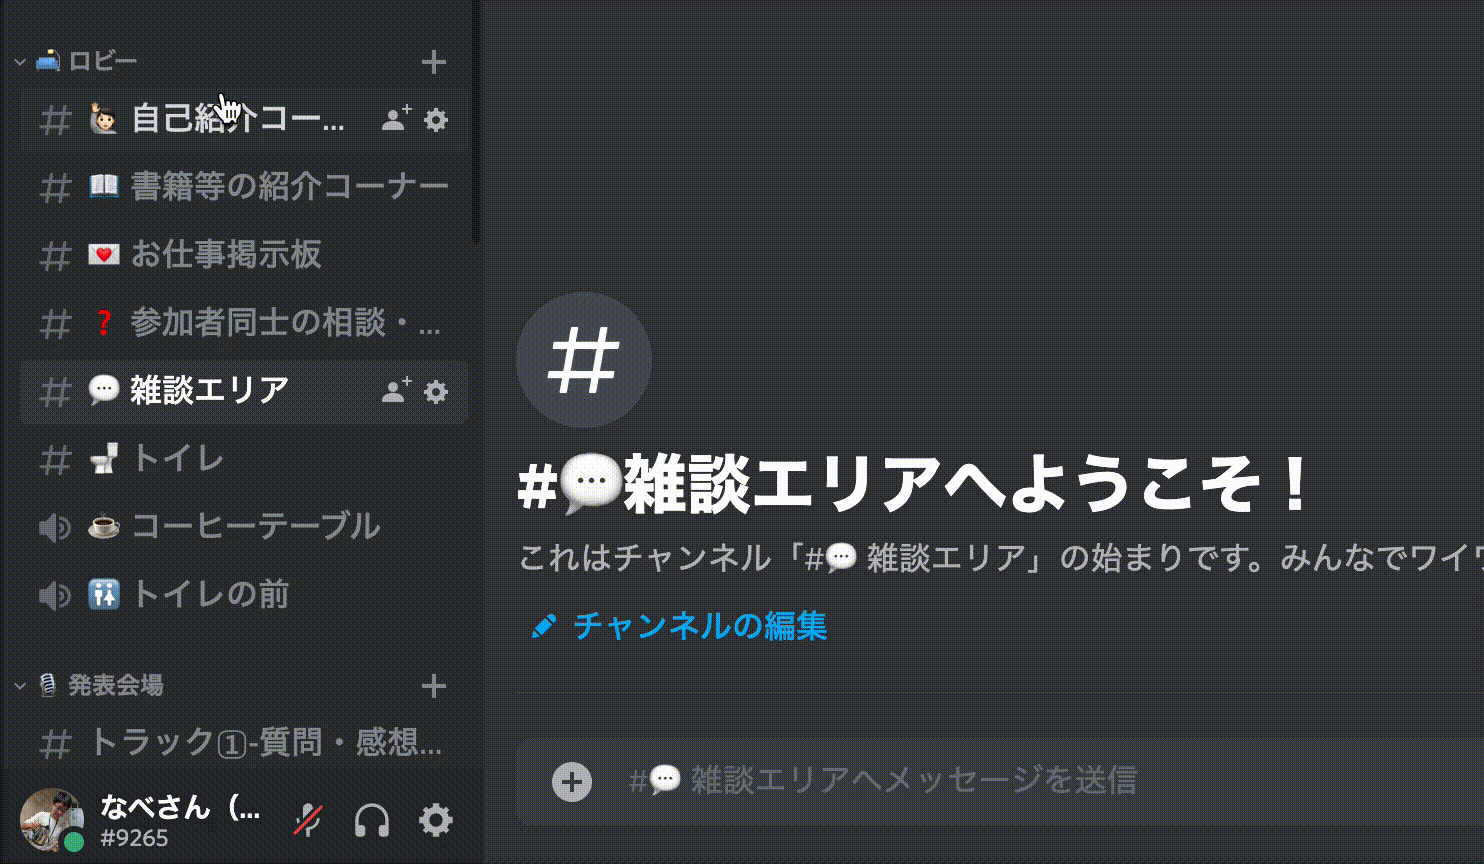 ロビー
# 自己紹介コー...
# 書籍等の紹介コーナー
# お仕事掲示板
# ❓ 参加者同士の相談・...
# 💬 雑談エリア
# トイレ
コーヒーテーブル
トイレの前
発表会場
# トラック①-質問・感想...
なべさん（...
#9265
#
#💬雑談エリアへようこそ！
これはチャンネル「#💬 雑談エリア」の始まりです。みんなでワイ
チャンネルの編集
#💬 雑談エリアへメッセージを送信